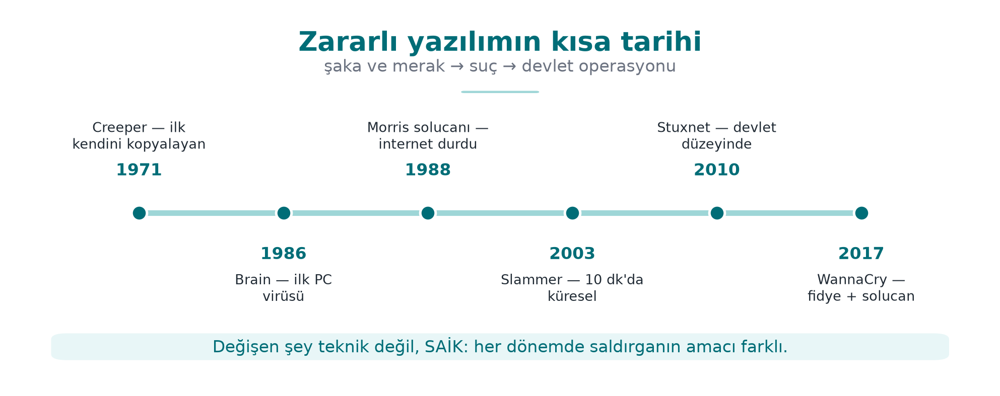 Zararlı yazılımın kısa tarihi
şaka ve merak → suç → devlet operasyonu
Creeper — ilk
kendini kopyalayan
1971
Morris solucanı —
internet durdu
1988
Stuxnet — devlet
düzeyinde
2010
1986
Brain — ilk PC
virüsü
2003
Slammer — 10 dk'da
küresel
2017
WannaCry —
fidye + solucan
Değişen şey teknik değil, SAİK: her dönemde saldırganın amacı farklı.